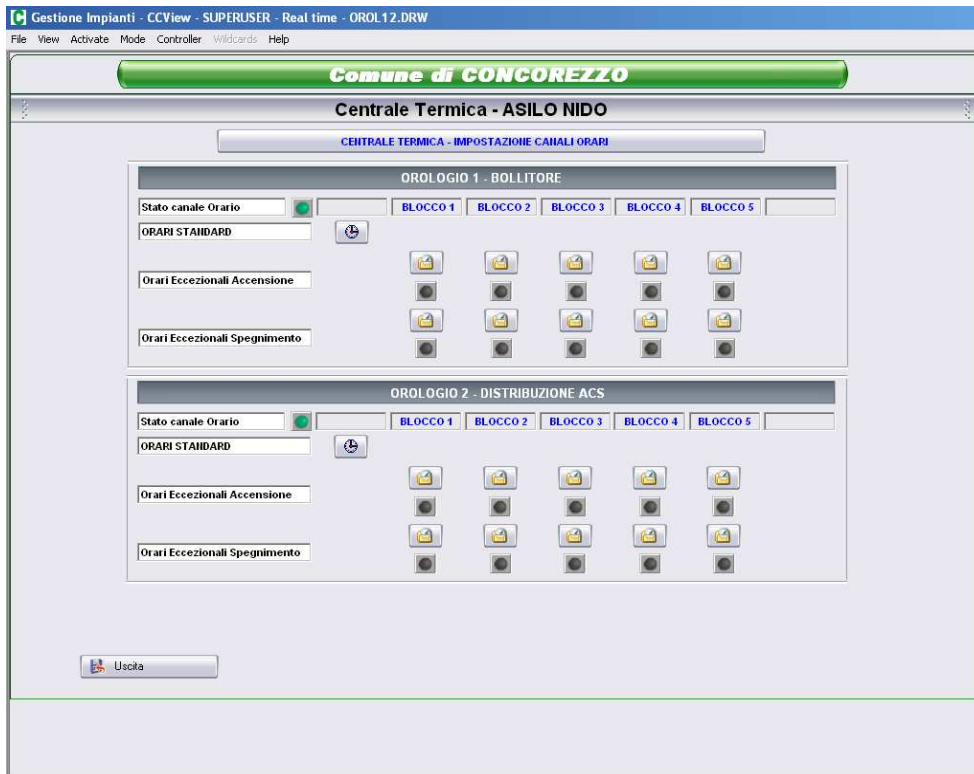 Gestione Impianti - CCView - SUPERUSER - Real time - OROL12.DRW
File View Activate Mode Controller Wildcards Help
Comune di CONCOREZZO
Centrale Termica - ASILO NIDO
CENTRALE TERMICA - IMPOSTAZIONE CANALI ORARI
OROLOGIO 1 - BOLLITORE
Stato canale Orario BLOCCO 1 BLOCCO 2 BLOCCO 3 BLOCCO 4 BLOCCO 5
ORARI STANDARD
Orari Eccezionali Accensione
Orari Eccezionali Spegnimento
OROLOGIO 2 - DISTRIBUZIONE ACS
Stato canale Orario BLOCCO 1 BLOCCO 2 BLOCCO 3 BLOCCO 4 BLOCCO 5
ORARI STANDARD
Orari Eccezionali Accensione
Orari Eccezionali Spegnimento
Uscita